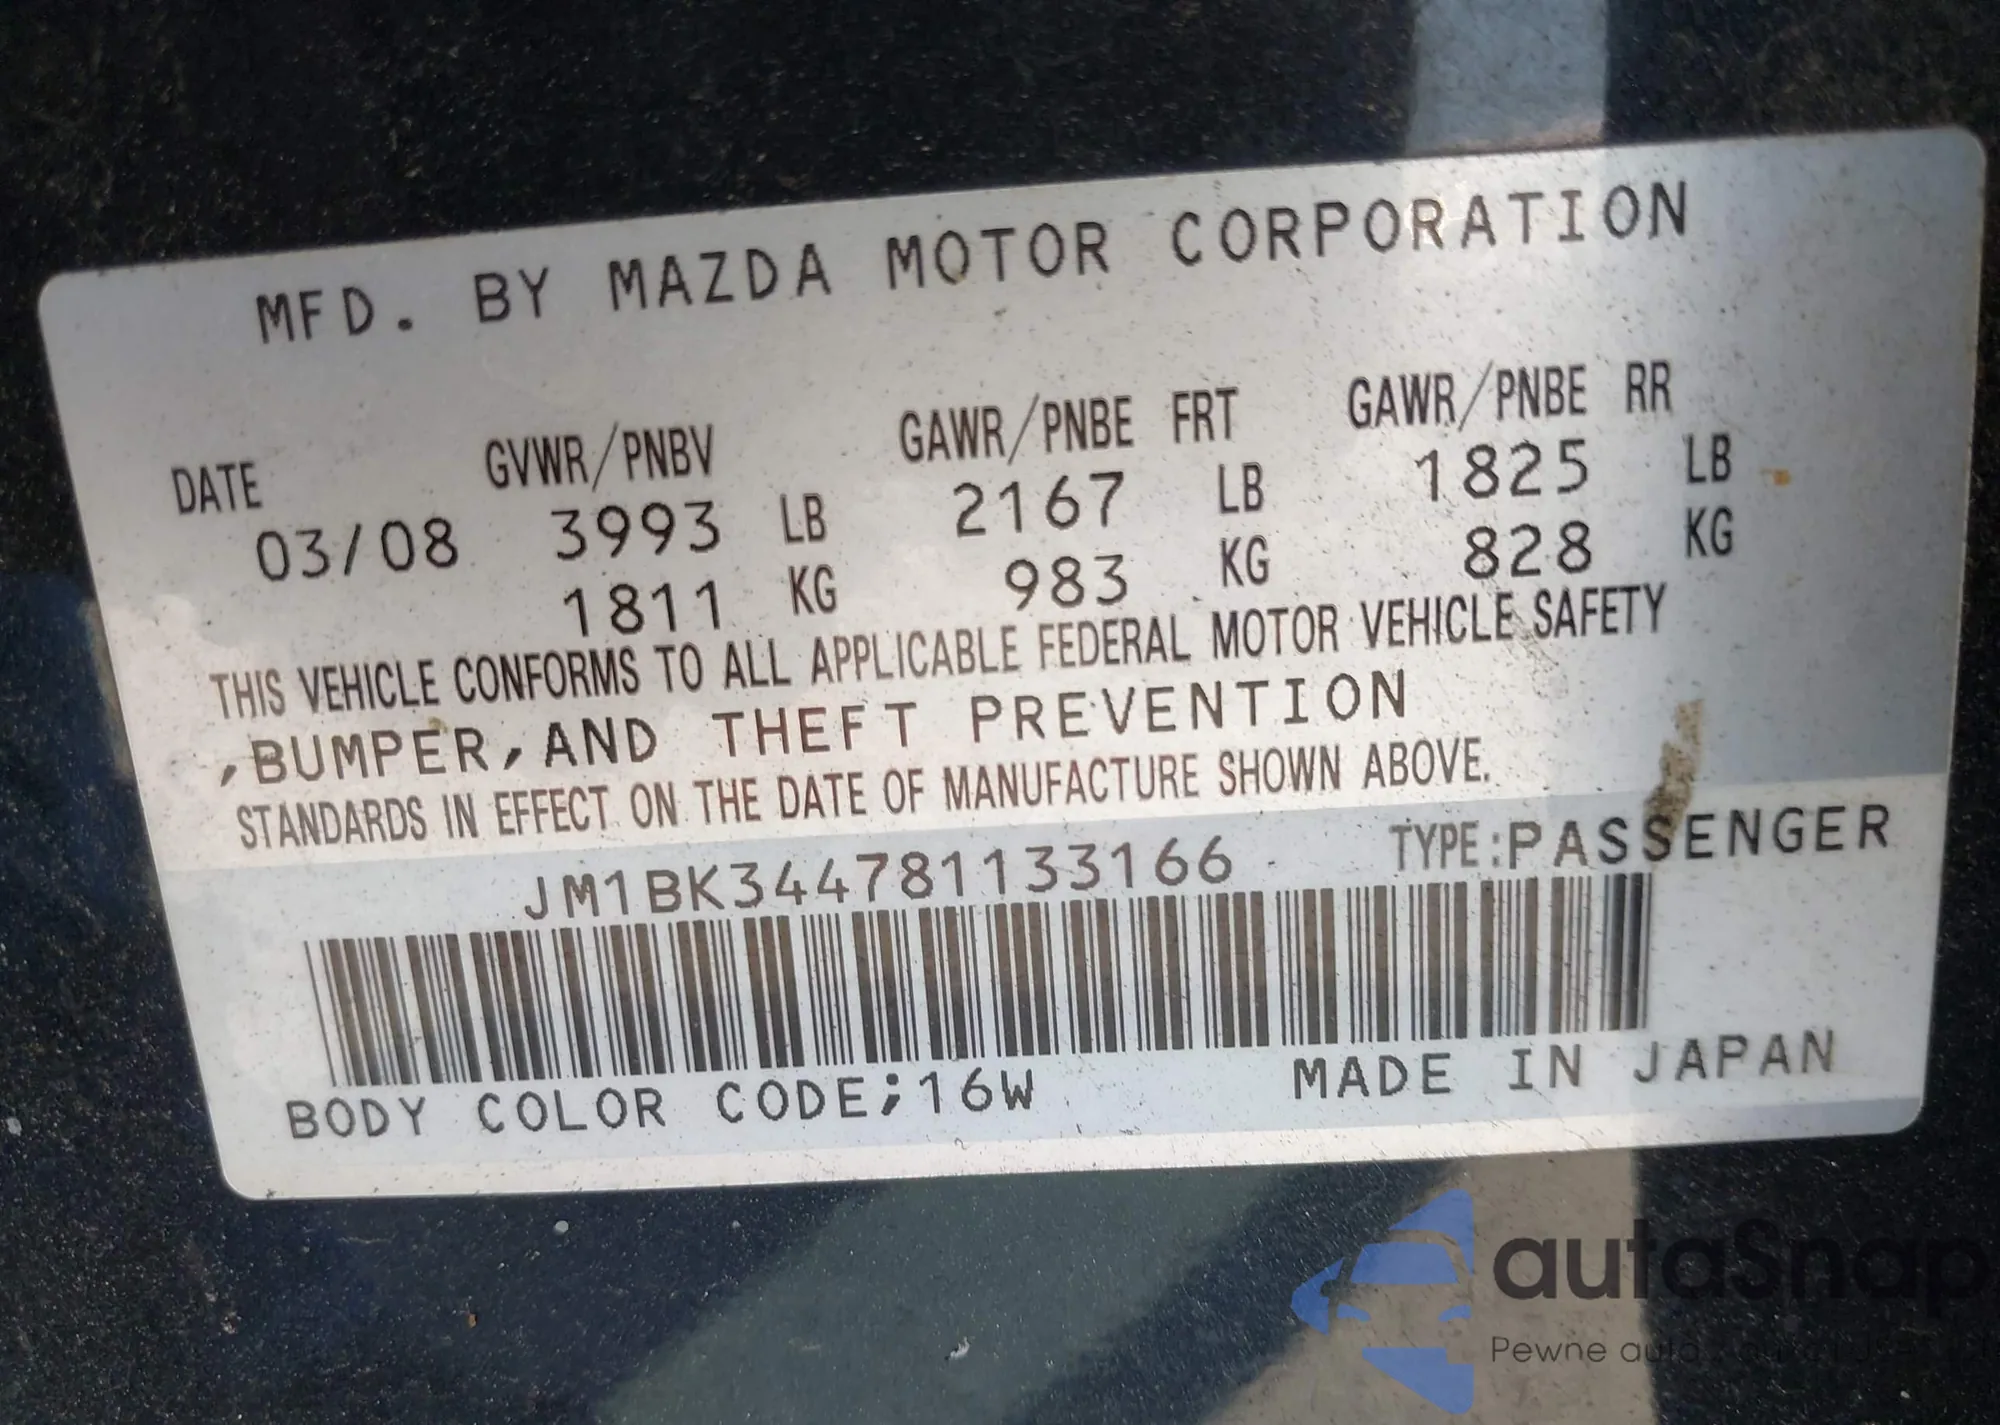 MFD. BY MAZDA MOTOR CORPORATION
DATE GVWR/PNBV GAWR/PNBE FRT GAWR/PNBE RR
03/08 3993 LB 2167 LB 1825 LB
1811 KG 983 KG 828 KG
THIS VEHICLE CONFORMS TO ALL APPLICABLE FEDERAL MOTOR VEHICLE SAFETY
,BUMPER,AND THEFT PREVENTION
STANDARDS IN EFFECT ON THE DATE OF MANUFACTURE SHOWN ABOVE.
JM1BK344781133166 TYPE:PASSENGER
BODY COLOR CODE;16W MADE IN JAPAN
autaSnap
Pewne auta